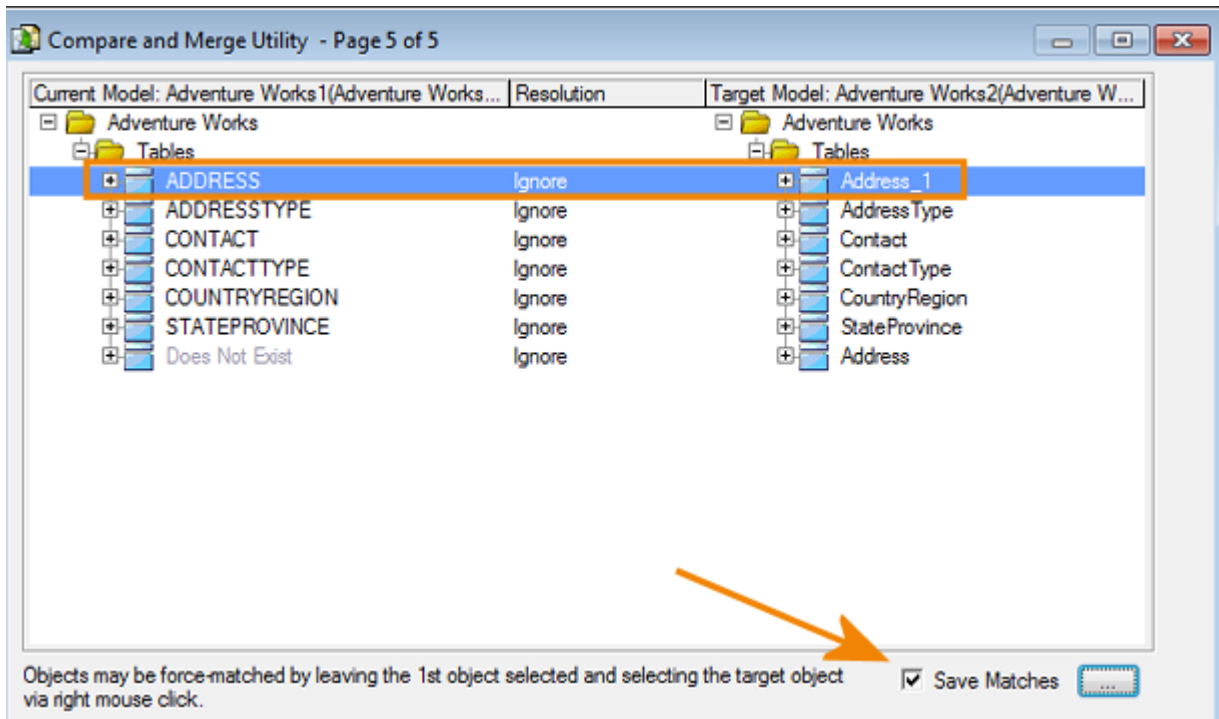 Compare and Merge Utility - Page 5 of 5
Current Model: Adventure Works1(Adventure Works... Resolution Target Model: Adventure Works2(Adventure W...
Adventure Works Adventure Works
Tables Tables
ADDRESS Ignore Address_1
ADDRESSTYPE Ignore AddressType
CONTACT Ignore Contact
CONTACTTYPE Ignore ContactType
COUNTRYREGION Ignore CountryRegion
STATEPROVINCE Ignore StateProvince
Does Not Exist Ignore Address
Objects may be force-matched by leaving the 1st object selected and selecting the target object Save Matches ...
via right mouse click.